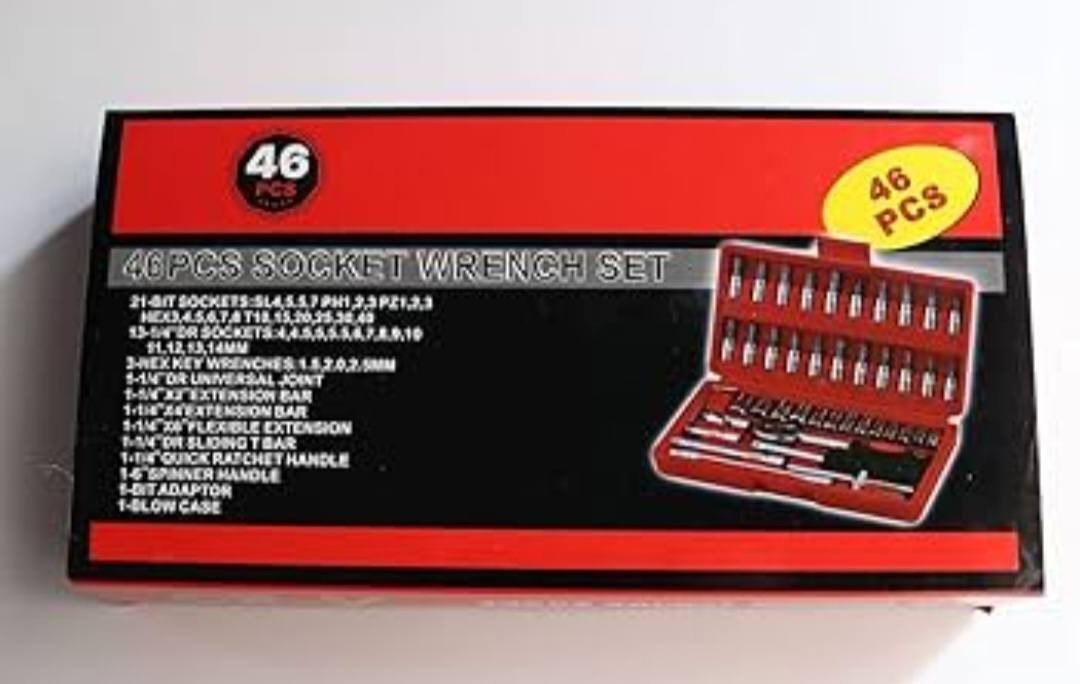 46
PCS
46
PCS
46PCS SOCKET WRENCH SET
21-BIT SOCKETS:SL4,5.5,7 PH1,2,3 PZ1,2,3
HEX3,4,5,6,7,8 T10,15,20,25,30,40
13-1/4"DR SOCKETS:4,4.5,5,5.5,6,7,8,9,10
11,12,13,14MM
3-HEX KEY WRENCHES:1.5,2.0,2.5MM
1-1/4"DR UNIVERSAL JOINT
1-1/4"X2"EXTENSION BAR
1-1/4"X4"EXTENSION BAR
1-1/4"X6"FLEXIBLE EXTENSION
1-1/4"DR SLIDING T BAR
1-1/4"QUICK RATCHET HANDLE
1-6"SPINNER HANDLE
1-BIT ADAPTOR
1-BLOW CASE